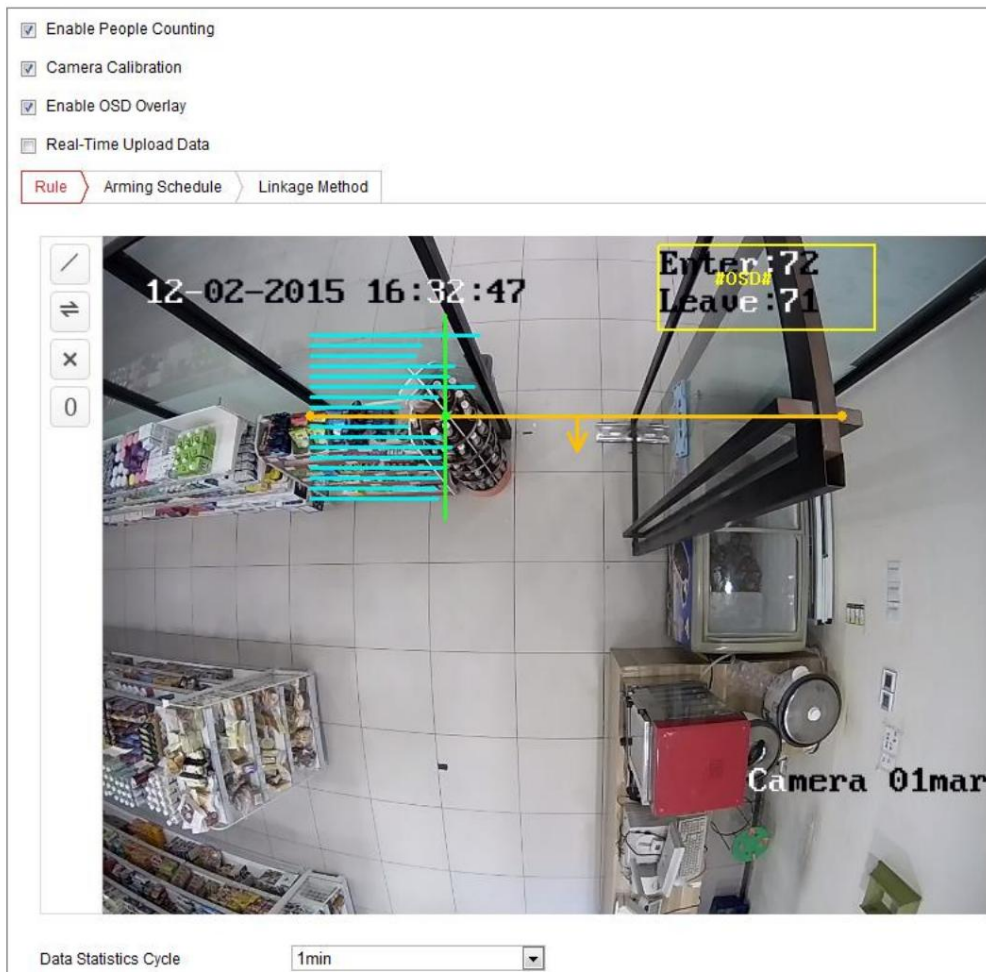 Enable People Counting
Camera Calibration
Enable OSD Overlay
Real-Time Upload Data
Rule
Arming Schedule
Linkage Method
12-02-2015 16:32:47
Enter:72
#OSD#
Leave:71
0
Camera 01mar
Data Statistics Cycle
1min